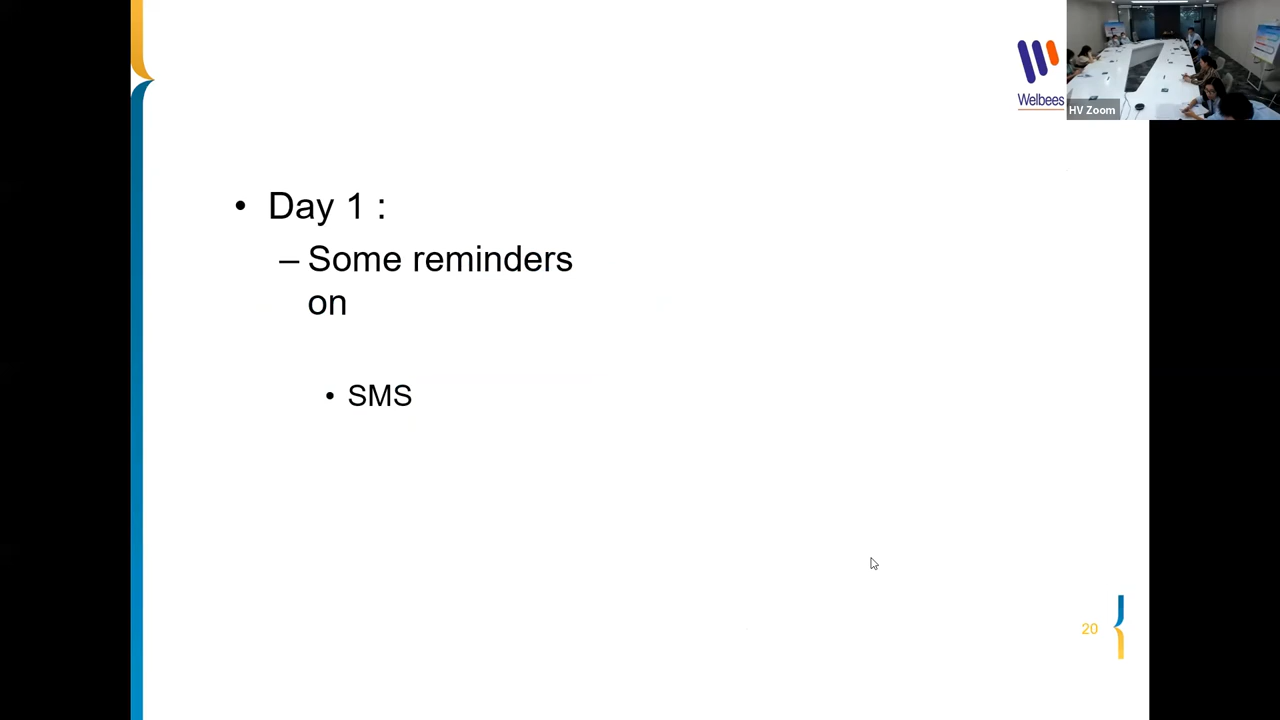 Welbees
HV Zoom
• Day 1 :
– Some reminders
on
• SMS
20